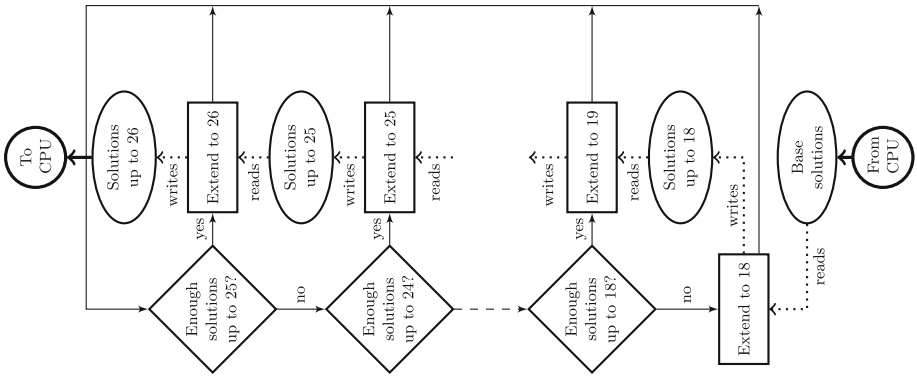 To
CPU
Solutions
up to 26
writes
Extend to 26
reads
Solutions
up to 25
writes
Extend to 25
reads
writes
Extend to 19
reads
Solutions
up to 18
writes
Base
solutions
From
CPU
yes
yes
yes
Enough
solutions
up to 25?
no
Enough
solutions
up to 24?
Enough
solutions
up to 18?
no
Extend to 18
reads